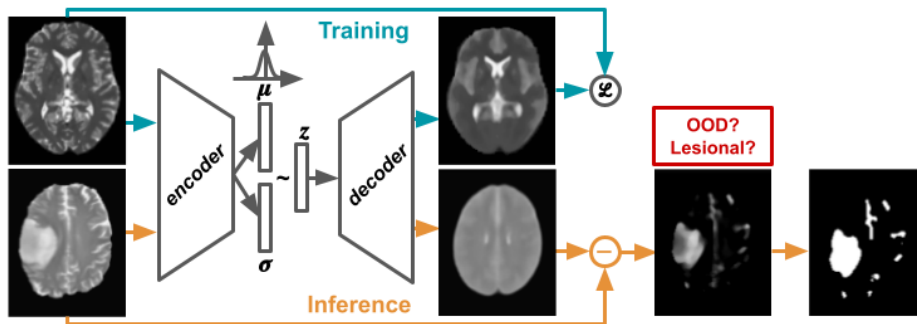 Training
μ
ℒ
z
OOD?
Lesional?
encoder
~
decoder
σ
−
Inference